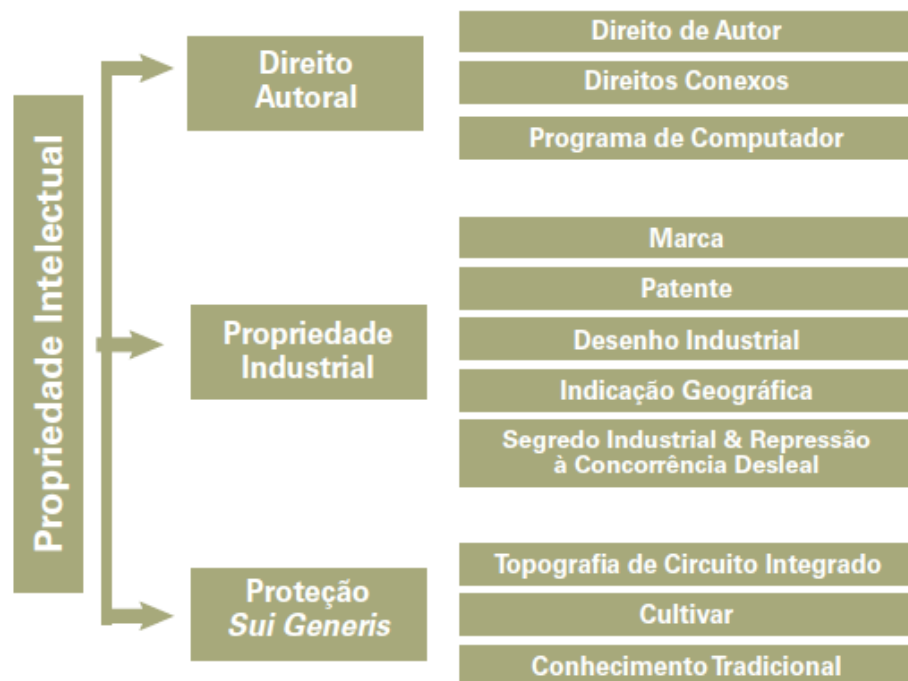 Propriedade Intelectual
Direito
Autoral
Direito de Autor
Direitos Conexos
Programa de Computador
Propriedade
Industrial
Marca
Patente
Desenho Industrial
Indicação Geográfica
Segredo Industrial & Repressão
à Concorrência Desleal
Proteção
Sui Generis
Topografia de Circuito Integrado
Cultivar
Conhecimento Tradicional